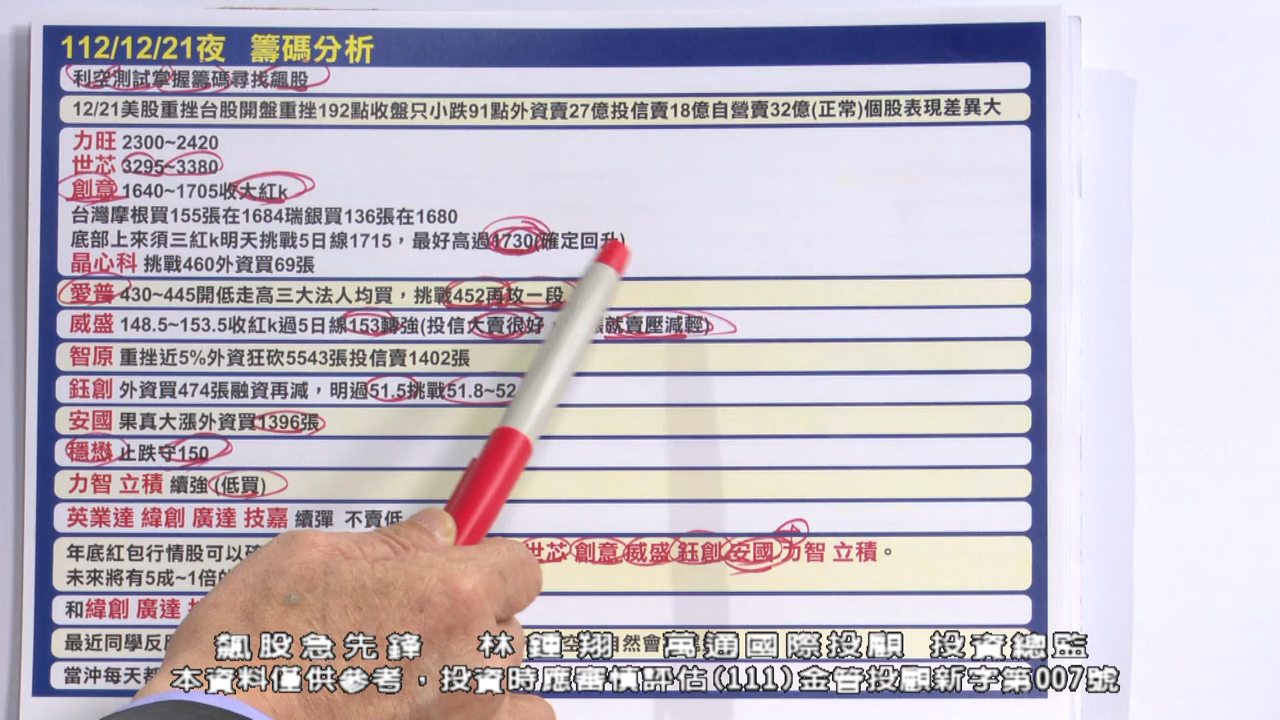 112/12/21夜 籌碼分析
利空測試掌握籌碼尋找飆股
12/21美股重挫台股開盤重挫192點收盤只小跌91點外資賣27億投信賣18億自營賣32億(正常)個股表現差異大
力旺 2300~2420
世芯 3295~3380
創意 1640~1705收大紅k
台灣摩根買155張在1684瑞銀買136張在1680
底部上來須三紅k明天挑戰5日線1715，最好高過1730(確定回升)
晶心科 挑戰460外資買69張
愛普 430~445開低走高三大法人均買，挑戰452再攻一段
威盛 148.5~153.5收紅k過5日線153轉強(投信大賣很好 就賣壓減輕)
智原 重挫近5%外資狂砍5543張投信賣1402張
鈺創 外資買474張融資再減，明過51.5挑戰51.8~52
安國 果真大漲外資買1396張
穩懋 止跌守150
力智 立積 續強(低買)
英業達 緯創 廣達 技嘉 續彈 不賣低
年底紅包行情股可以 世芯 創意 威盛 鈺創 安國 力智 立積。
未來將有5成~1倍
和緯創 廣達
最近同學反 自然會
當沖每天
飆股急先鋒 林鍾翔 萬通國際投顧 投資總監
本資料僅供參考，投資時應審慎評估(111)金管投顧新字第007號